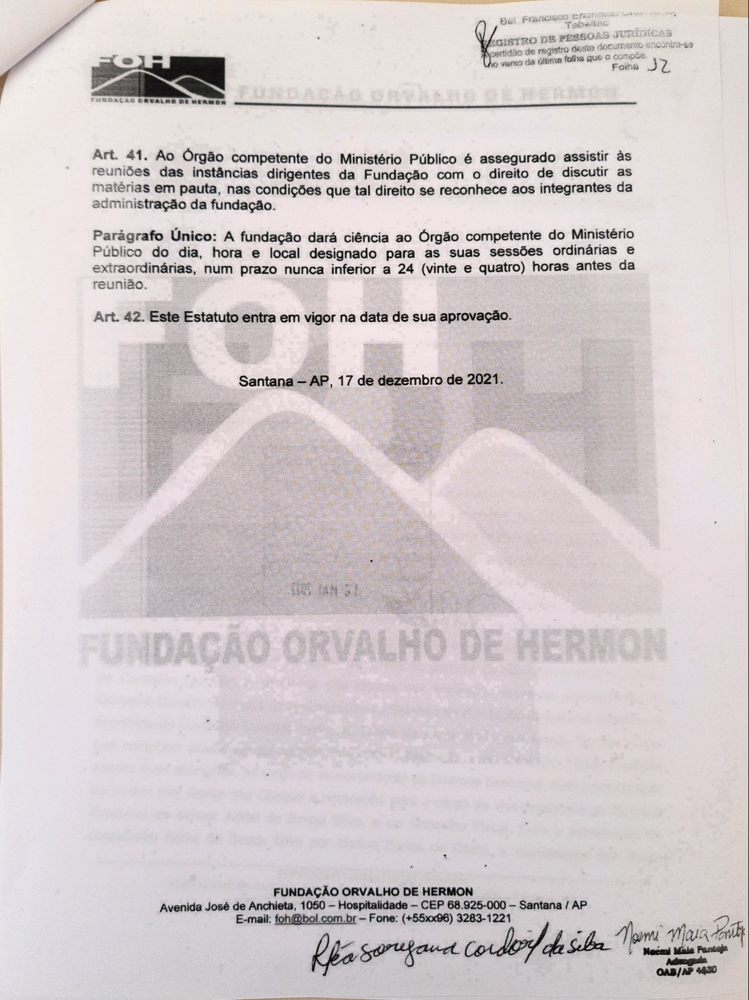 Bel. Francisco
Tabelião
REGISTRO DE PESSOAS JURÍDICAS
A certidão de registro deste documento encontra-se
no verso da última folha que o compõe.
Folha 12
FOH
FUNDAÇÃO ORVALHO DE HERMON
FUNDAÇÃO ORVALHO DE HERMON
Art. 41. Ao Órgão competente do Ministério Público é assegurado assistir às
reuniões das instâncias dirigentes da Fundação com o direito de discutir as
matérias em pauta, nas condições que tal direito se reconhece aos integrantes da
administração da fundação.
Parágrafo Único: A fundação dará ciência ao Órgão competente do Ministério
Público do dia, hora e local designado para as suas sessões ordinárias e
extraordinárias, num prazo nunca inferior a 24 (vinte e quatro) horas antes da
reunião.
Art. 42. Este Estatuto entra em vigor na data de sua aprovação.
FOH
Santana – AP, 17 de dezembro de 2021.
FUNDAÇÃO ORVALHO DE HERMON
FUNDAÇÃO ORVALHO DE HERMON
Avenida José de Anchieta, 1050 – Hospitalidade – CEP 68.925-000 – Santana / AP
E-mail: foh@bol.com.br – Fone: (+55xx96) 3283-1221
da silva
Noemi Maia Pantoja
Noemi Maia Pantoja
Advogada
OAB/AP 4630